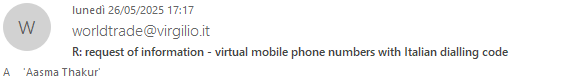 lunedì 26/05/2025 17:17
W
worldtrade@virgilio.it
R: request of information - virtual mobile phone numbers with Italian dialling code
A 'Aasma Thakur'